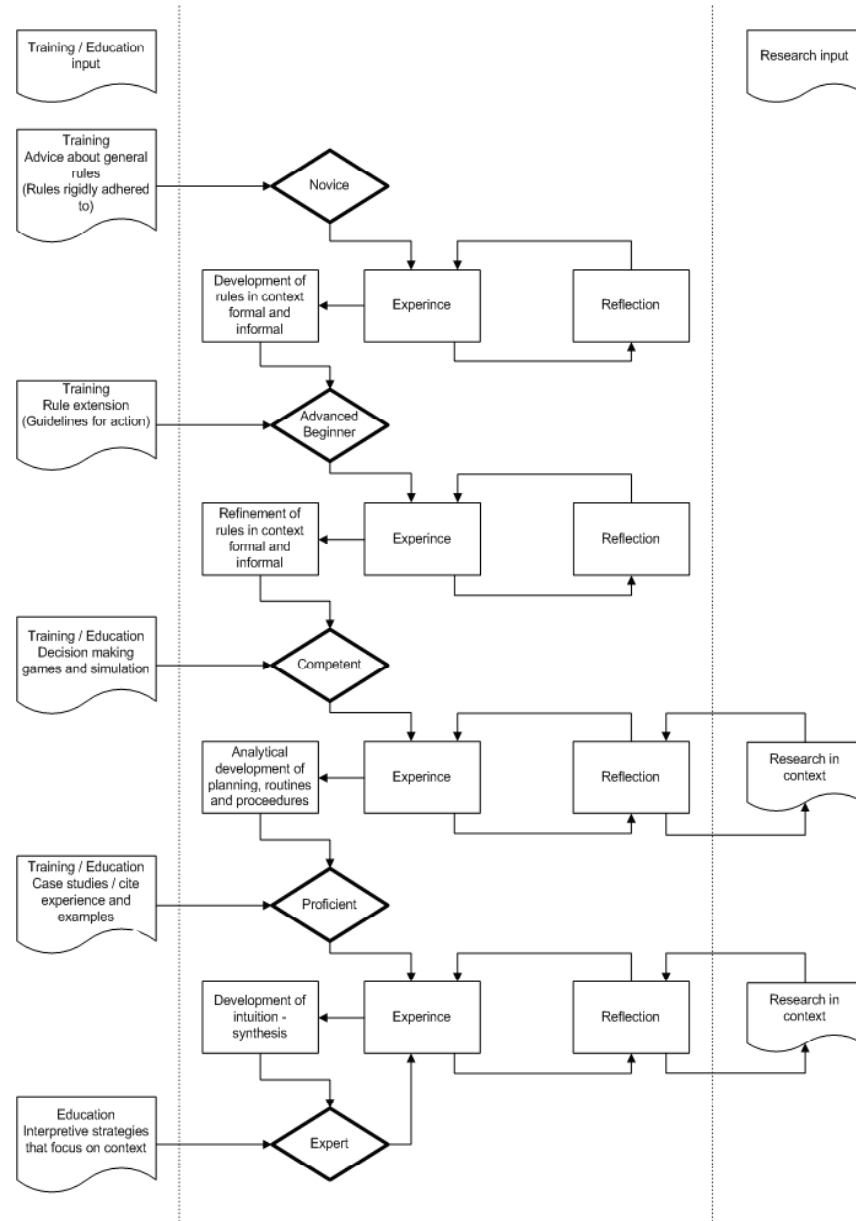 Training / Education
input
Research input
Training
Advice about general
rules
(Rules rigidly adhered
to)
Novice
Development of
rules in context
formal and
informal
Experince
Reflection
Training
Rule extension
(Guidelines for action)
Advanced
Beginner
Refinement of
rules in context
formal and
informal
Experince
Reflection
Training / Education
Decision making
games and simulation
Competent
Analytical
development of
planning, routines
and proceedures
Experince
Reflection
Research in
context
Training / Education
Case studies / cite
experience and
examples
Proficient
Development of
intuition -
synthesis
Experince
Reflection
Research in
context
Education
Interpretive strategies
that focus on context
Expert